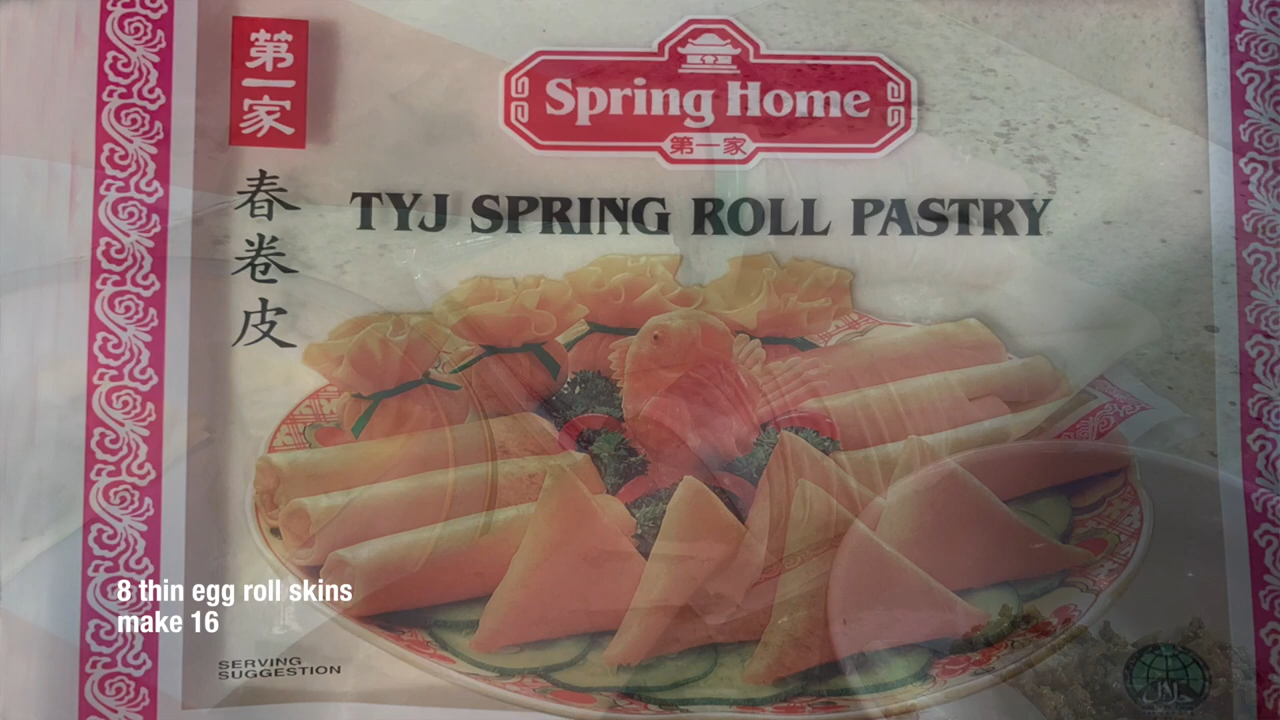 第一家
春卷皮
Spring Home
第一家
TYJ SPRING ROLL PASTRY
8 thin egg roll skins
make 16
SERVING
SUGGESTION